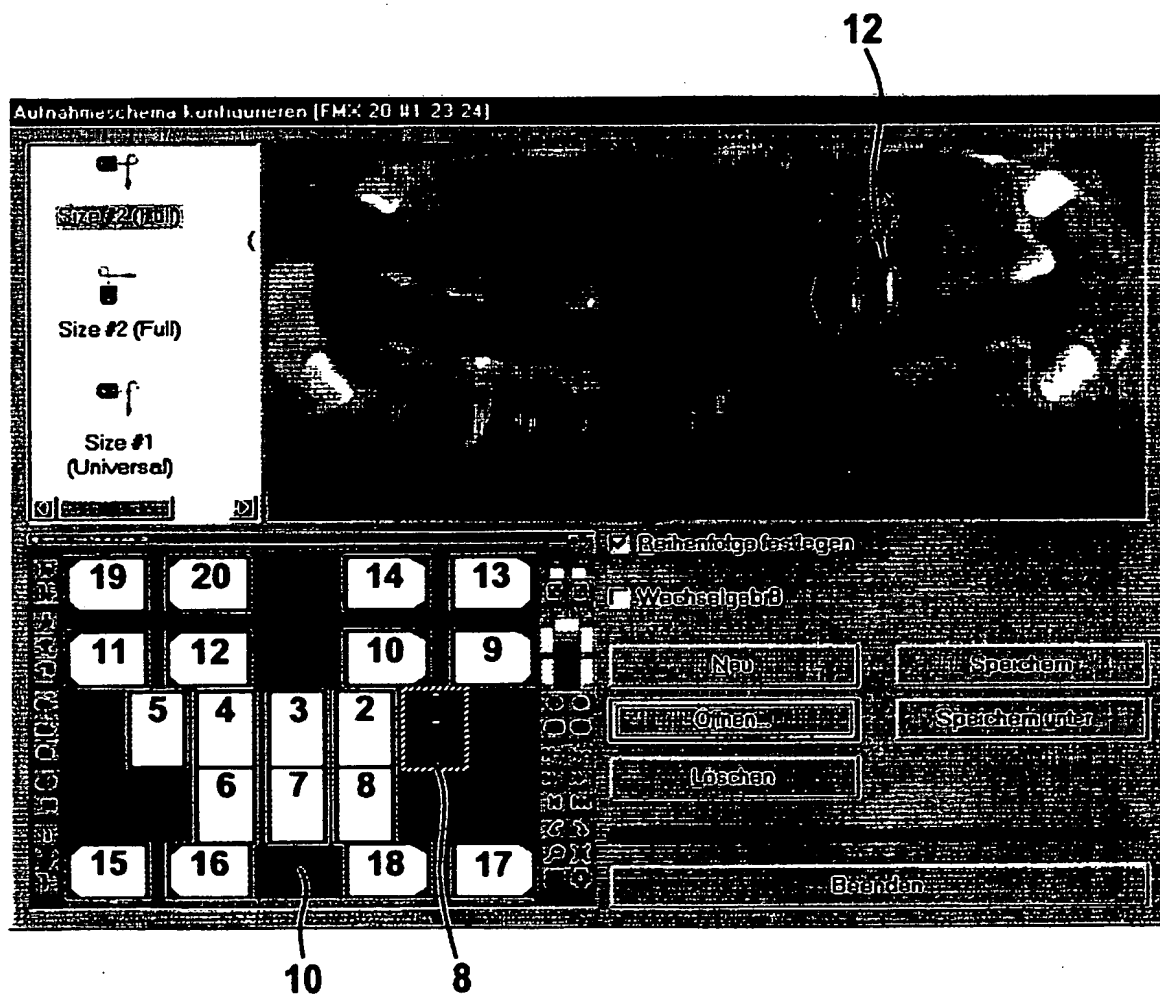 12
Aufnahmeschema konfigurieren [FMX 20 #1 23 24]
Size #2 (Full)
Size #2 (Full)
Size #1
(Universal)
Reihenfolge festlegen
19 20 14 13
11 12 10 9
5 4 3 2 -
6 7 8
15 16 18 17
Neu Speichern
Öffnen... Speichern unter...
Löschen
Beenden
10 8